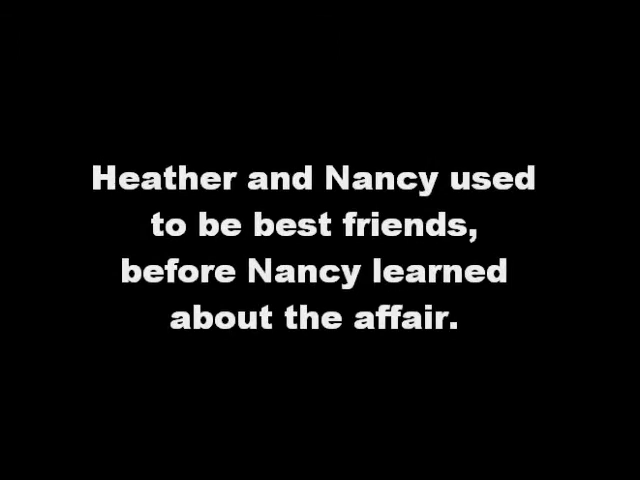 Heather and Nancy used
to be best friends,
before Nancy learned
about the affair.